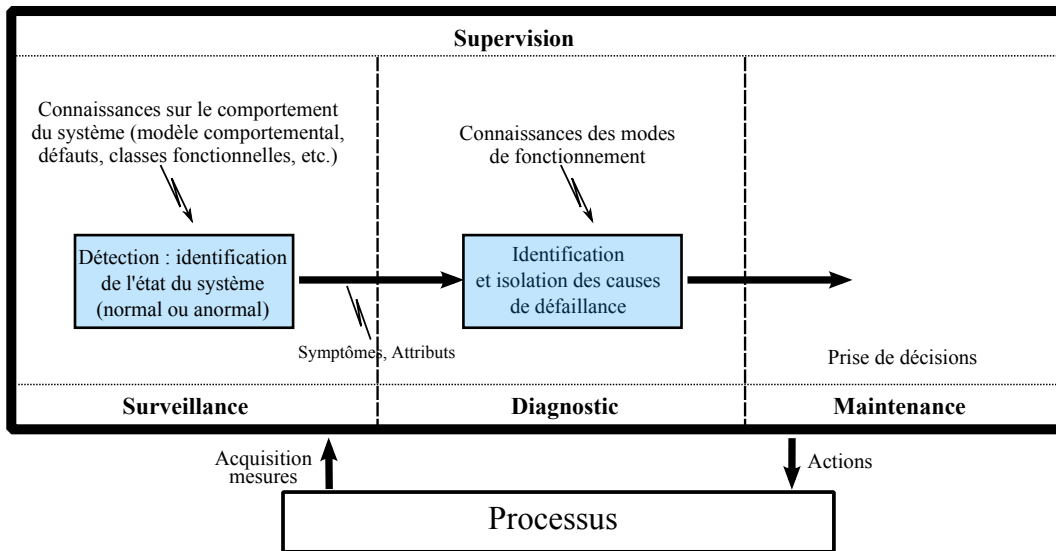 Supervision
Connaissances sur le comportement
du système (modèle comportemental,
défauts, classes fonctionnelles, etc.)
Connaissances des modes
de fonctionnement
Détection : identification
de l'état du système
(normal ou anormal)
Identification
et isolation des causes
de défaillance
Symptômes, Attributs
Prise de décisions
Surveillance
Diagnostic
Maintenance
Acquisition
mesures
Actions
Processus